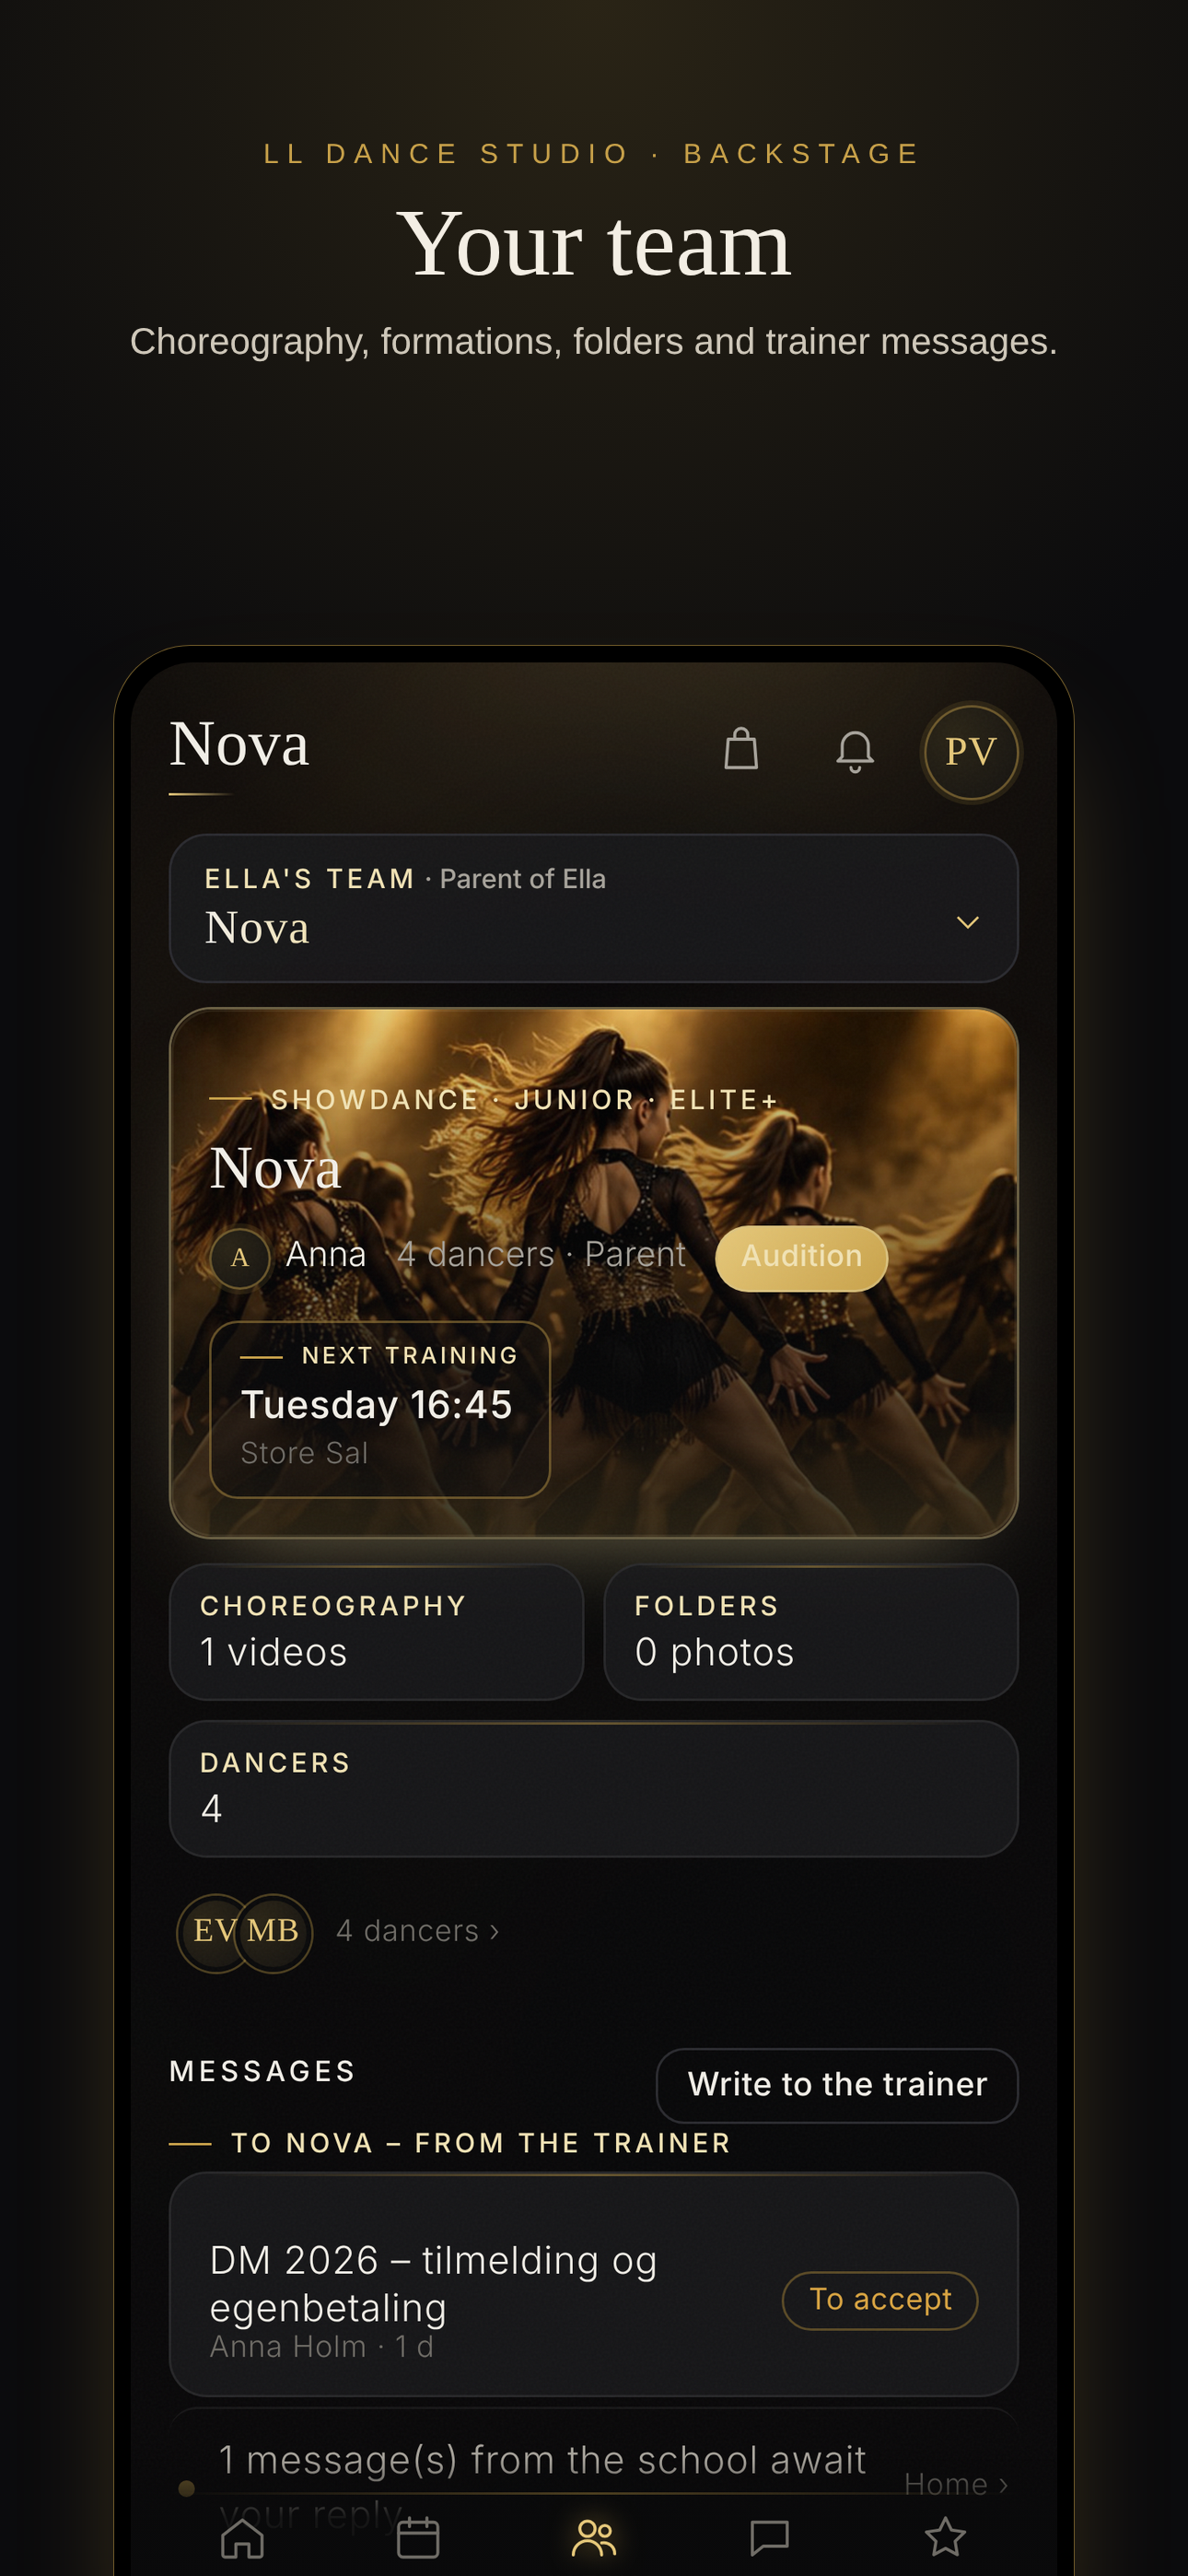 LL DANCE STUDIO · BACKSTAGE
Your team
Choreography, formations, folders and trainer messages.
Nova
PV
ELLA'S TEAM · Parent of Ella
Nova
SHOWDANCE · JUNIOR · ELITE+
Nova
A Anna 4 dancers · Parent Audition
NEXT TRAINING
Tuesday 16:45
Store Sal
CHOREOGRAPHY
1 videos
FOLDERS
0 photos
DANCERS
4
EV MB 4 dancers ›
MESSAGES
Write to the trainer
TO NOVA – FROM THE TRAINER
DM 2026 – tilmelding og
egenbetaling
To accept
Anna Holm · 1 d
1 message(s) from the school await
your reply
Home ›